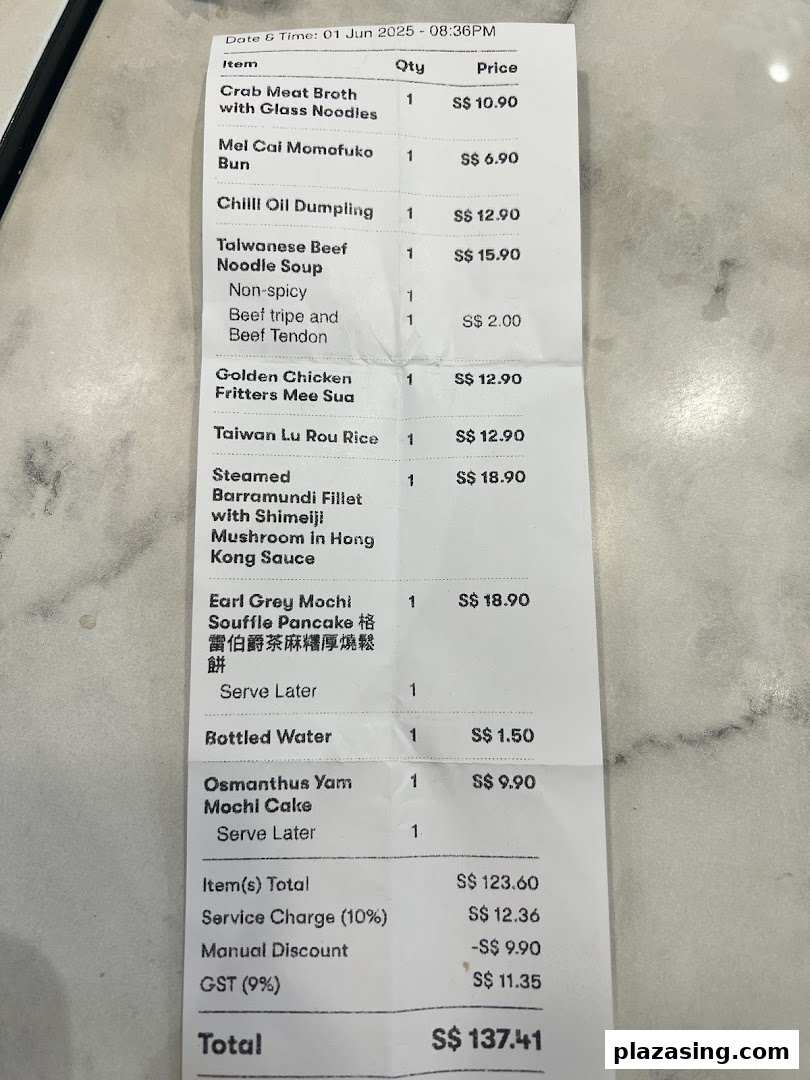 Date & Time: 01 Jun 2025 - 08:36PM
Item Qty Price
Crab Meat Broth
with Glass Noodles 1 S$ 10.90
Mei Cai Momofuko
Bun 1 S$ 6.90
Chilli Oil Dumpling 1 S$ 12.90
Taiwanese Beef
Noodle Soup 1 S$ 15.90
Non-spicy 1
Beef tripe and
Beef Tendon 1 S$ 2.00
Golden Chicken
Fritters Mee Sua 1 S$ 12.90
Taiwan Lu Rou Rice 1 S$ 12.90
Steamed 1 S$ 18.90
Barramundi Fillet
with Shimeiji
Mushroom in Hong
Kong Sauce
Earl Grey Mochi 1 S$ 18.90
Souffle Pancake 格
雷伯爵茶麻糬厚燒鬆
餅
Serve Later 1
Bottled Water 1 S$ 1.50
Osmanthus Yam 1 S$ 9.90
Mochi Cake
Serve Later 1
Item(s) Total S$ 123.60
Service Charge (10%) S$ 12.36
Manual Discount -S$ 9.90
GST (9%) S$ 11.35
Total S$ 137.41
plazasing.com